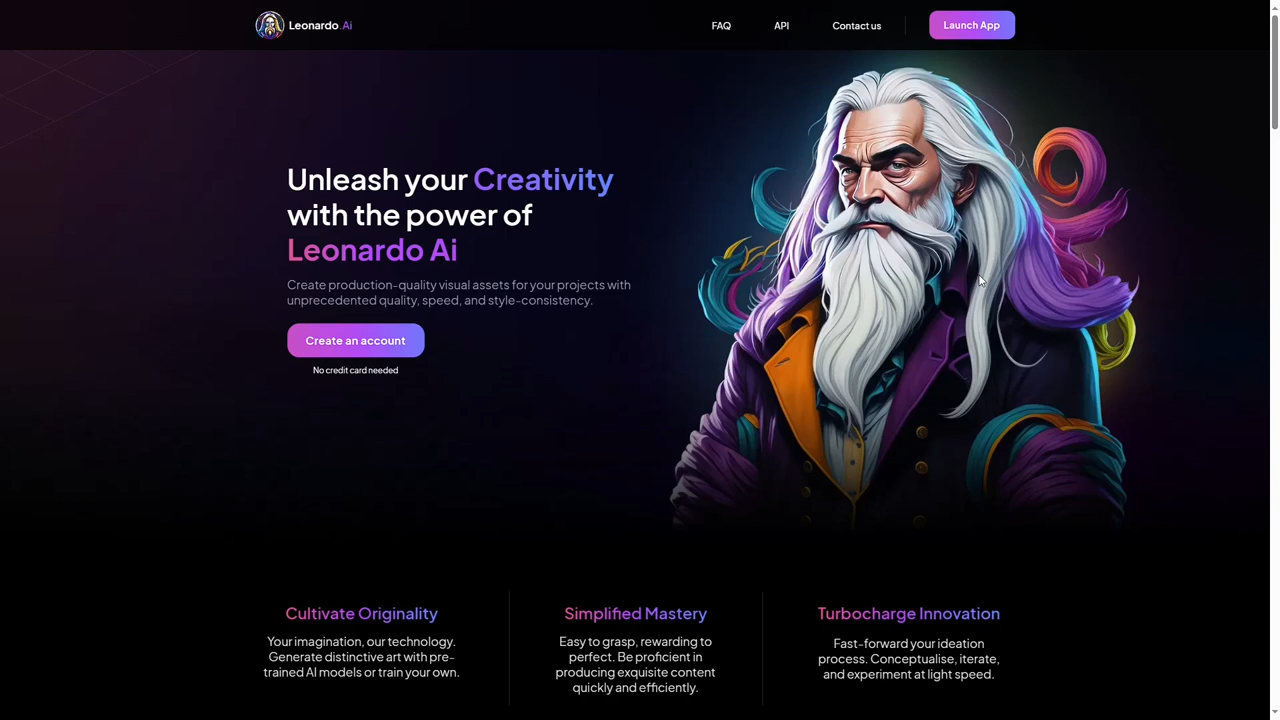 Leonardo.Ai
FAQ
API
Contact us
Launch App
Unleash your Creativity
with the power of
Leonardo Ai
Create production-quality visual assets for your projects with
unprecedented quality, speed, and style-consistency.
Create an account
No credit card needed
Cultivate Originality
Your imagination, our technology.
Generate distinctive art with pre-
trained AI models or train your own.
Simplified Mastery
Easy to grasp, rewarding to
perfect. Be proficient in
producing exquisite content
quickly and efficiently.
Turbocharge Innovation
Fast-forward your ideation
process. Conceptualise, iterate,
and experiment at light speed.